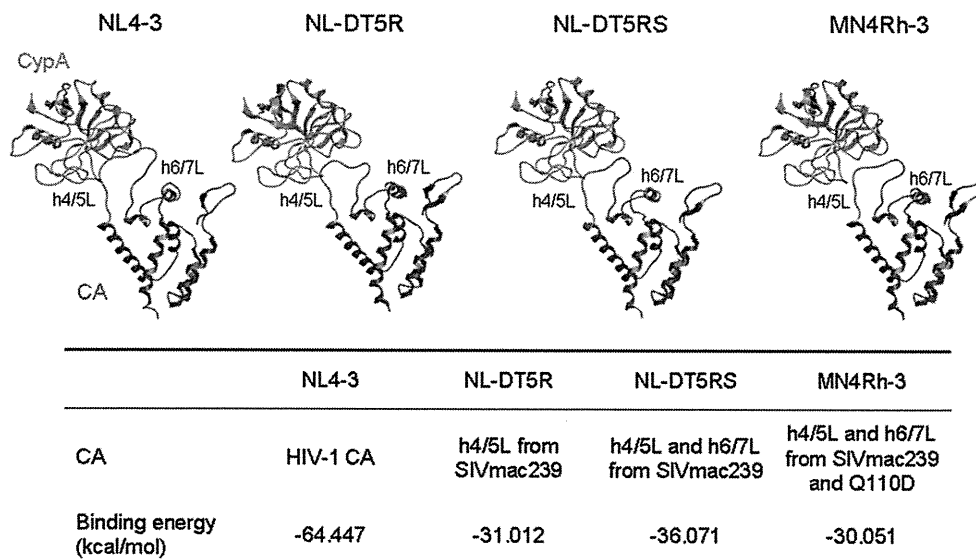 NL4-3 NL-DT5R NL-DT5RS MN4Rh-3
CypA
h6/7L h6/7L h6/7L h6/7L
h4/5L h4/5L h4/5L h4/5L
CA
NL4-3 NL-DT5R NL-DT5RS MN4Rh-3
CA HIV-1 CA h4/5L from SIVmac239 h4/5L and h6/7L from SIVmac239 h4/5L and h6/7L from SIVmac239 and Q110D
Binding energy (kcal/mol) -64.447 -31.012 -36.071 -30.051